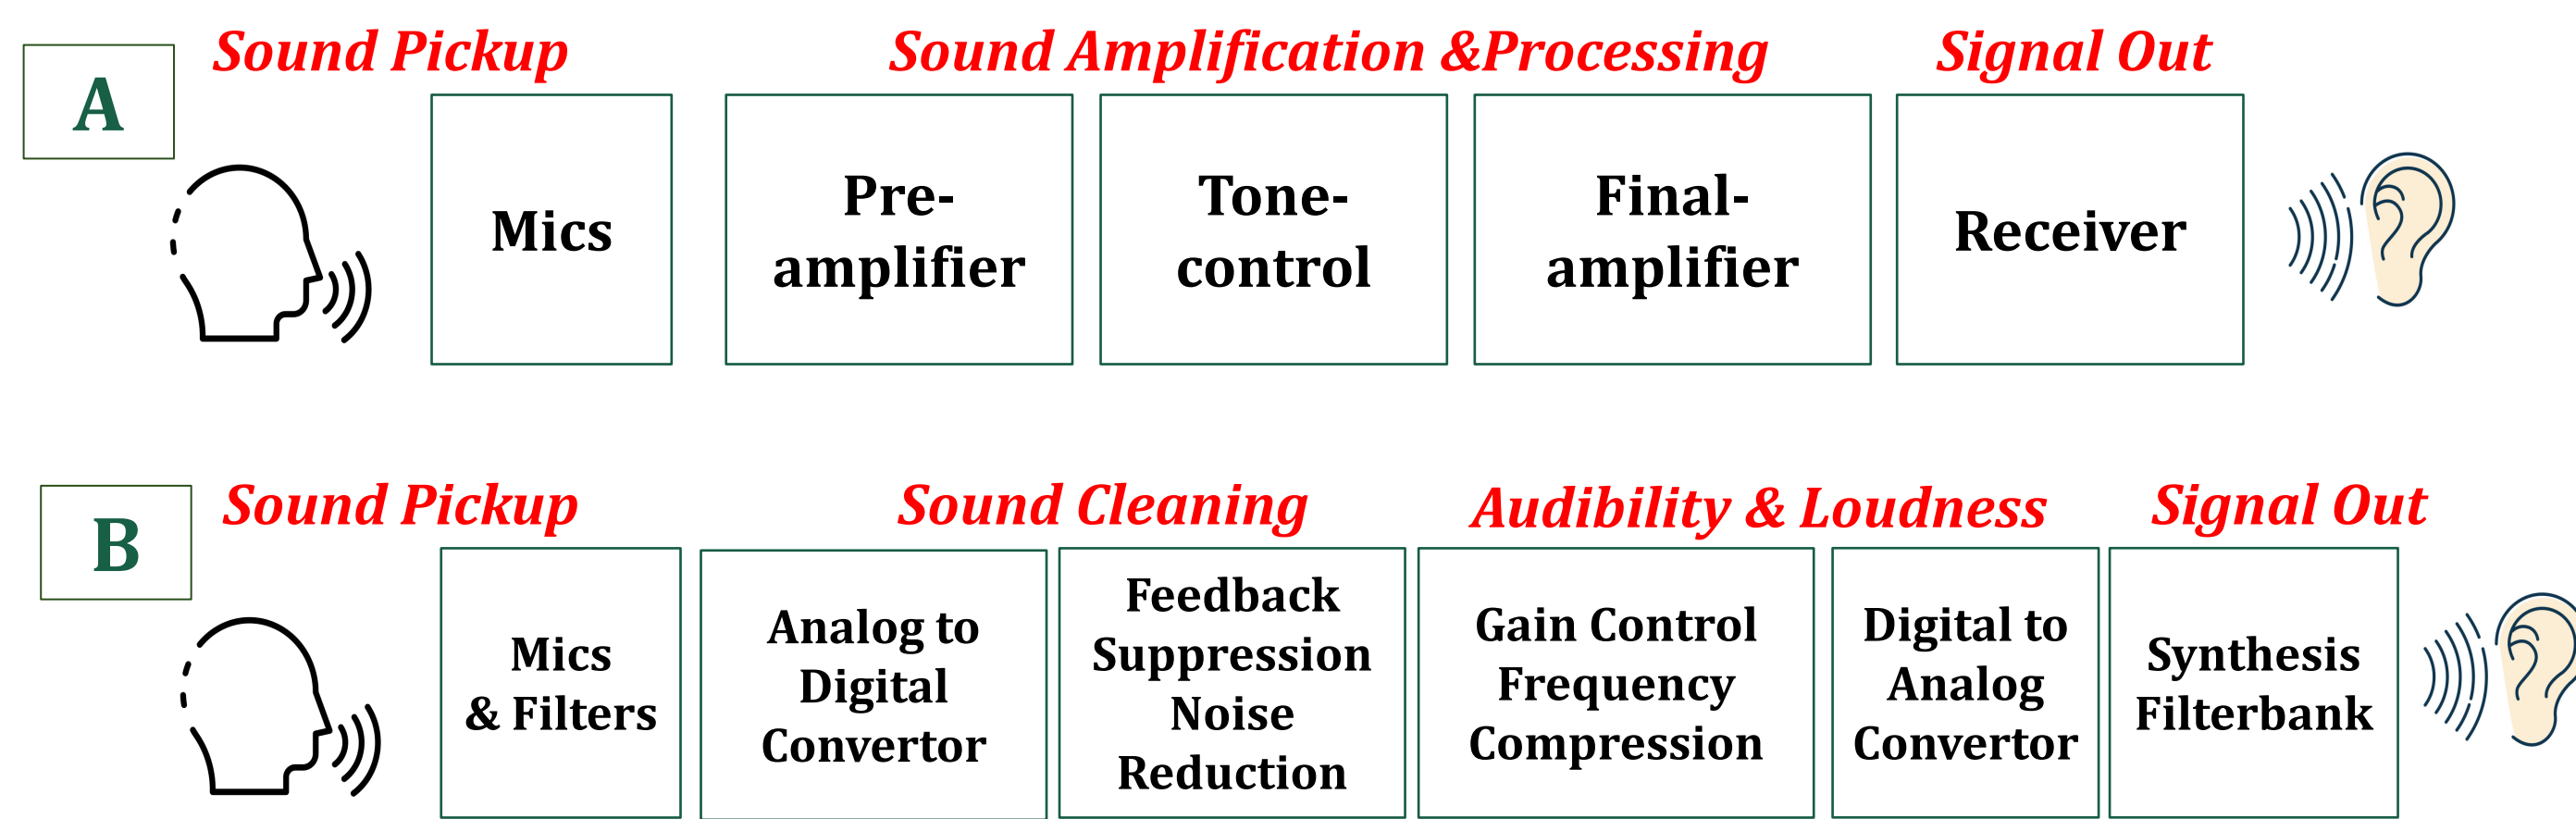 A
Sound Pickup
Sound Amplification &Processing
Signal Out
Mics
Pre-
amplifier
Tone-
control
Final-
amplifier
Receiver
B
Sound Pickup
Sound Cleaning
Audibility & Loudness
Signal Out
Mics
& Filters
Analog to
Digital
Convertor
Feedback
Suppression
Noise
Reduction
Gain Control
Frequency
Compression
Digital to
Analog
Convertor
Synthesis
Filterbank